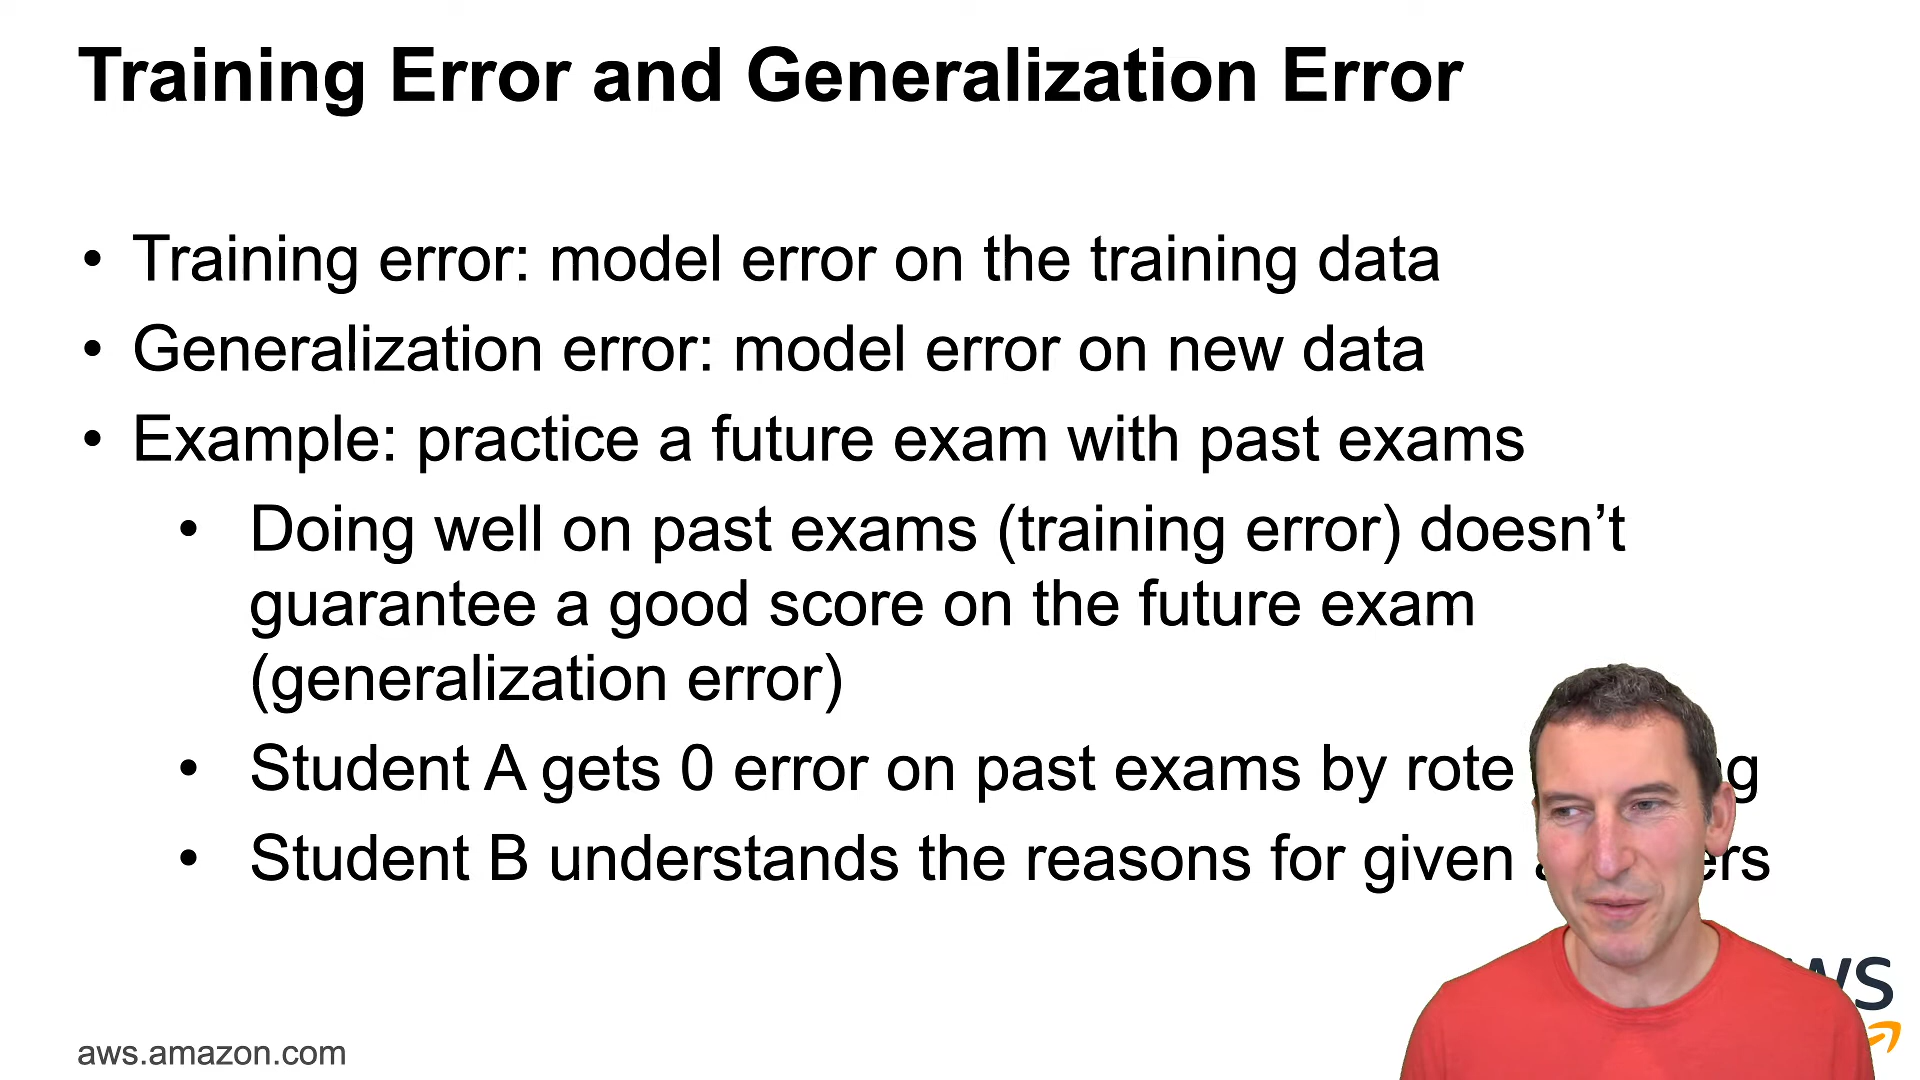 Training Error and Generalization Error
• Training error: model error on the training data
• Generalization error: model error on new data
• Example: practice a future exam with past exams
• Doing well on past exams (training error) doesn’t
guarantee a good score on the future exam
(generalization error)
• Student A gets 0 error on past exams by rote
• Student B understands the reasons for given
aws.amazon.com